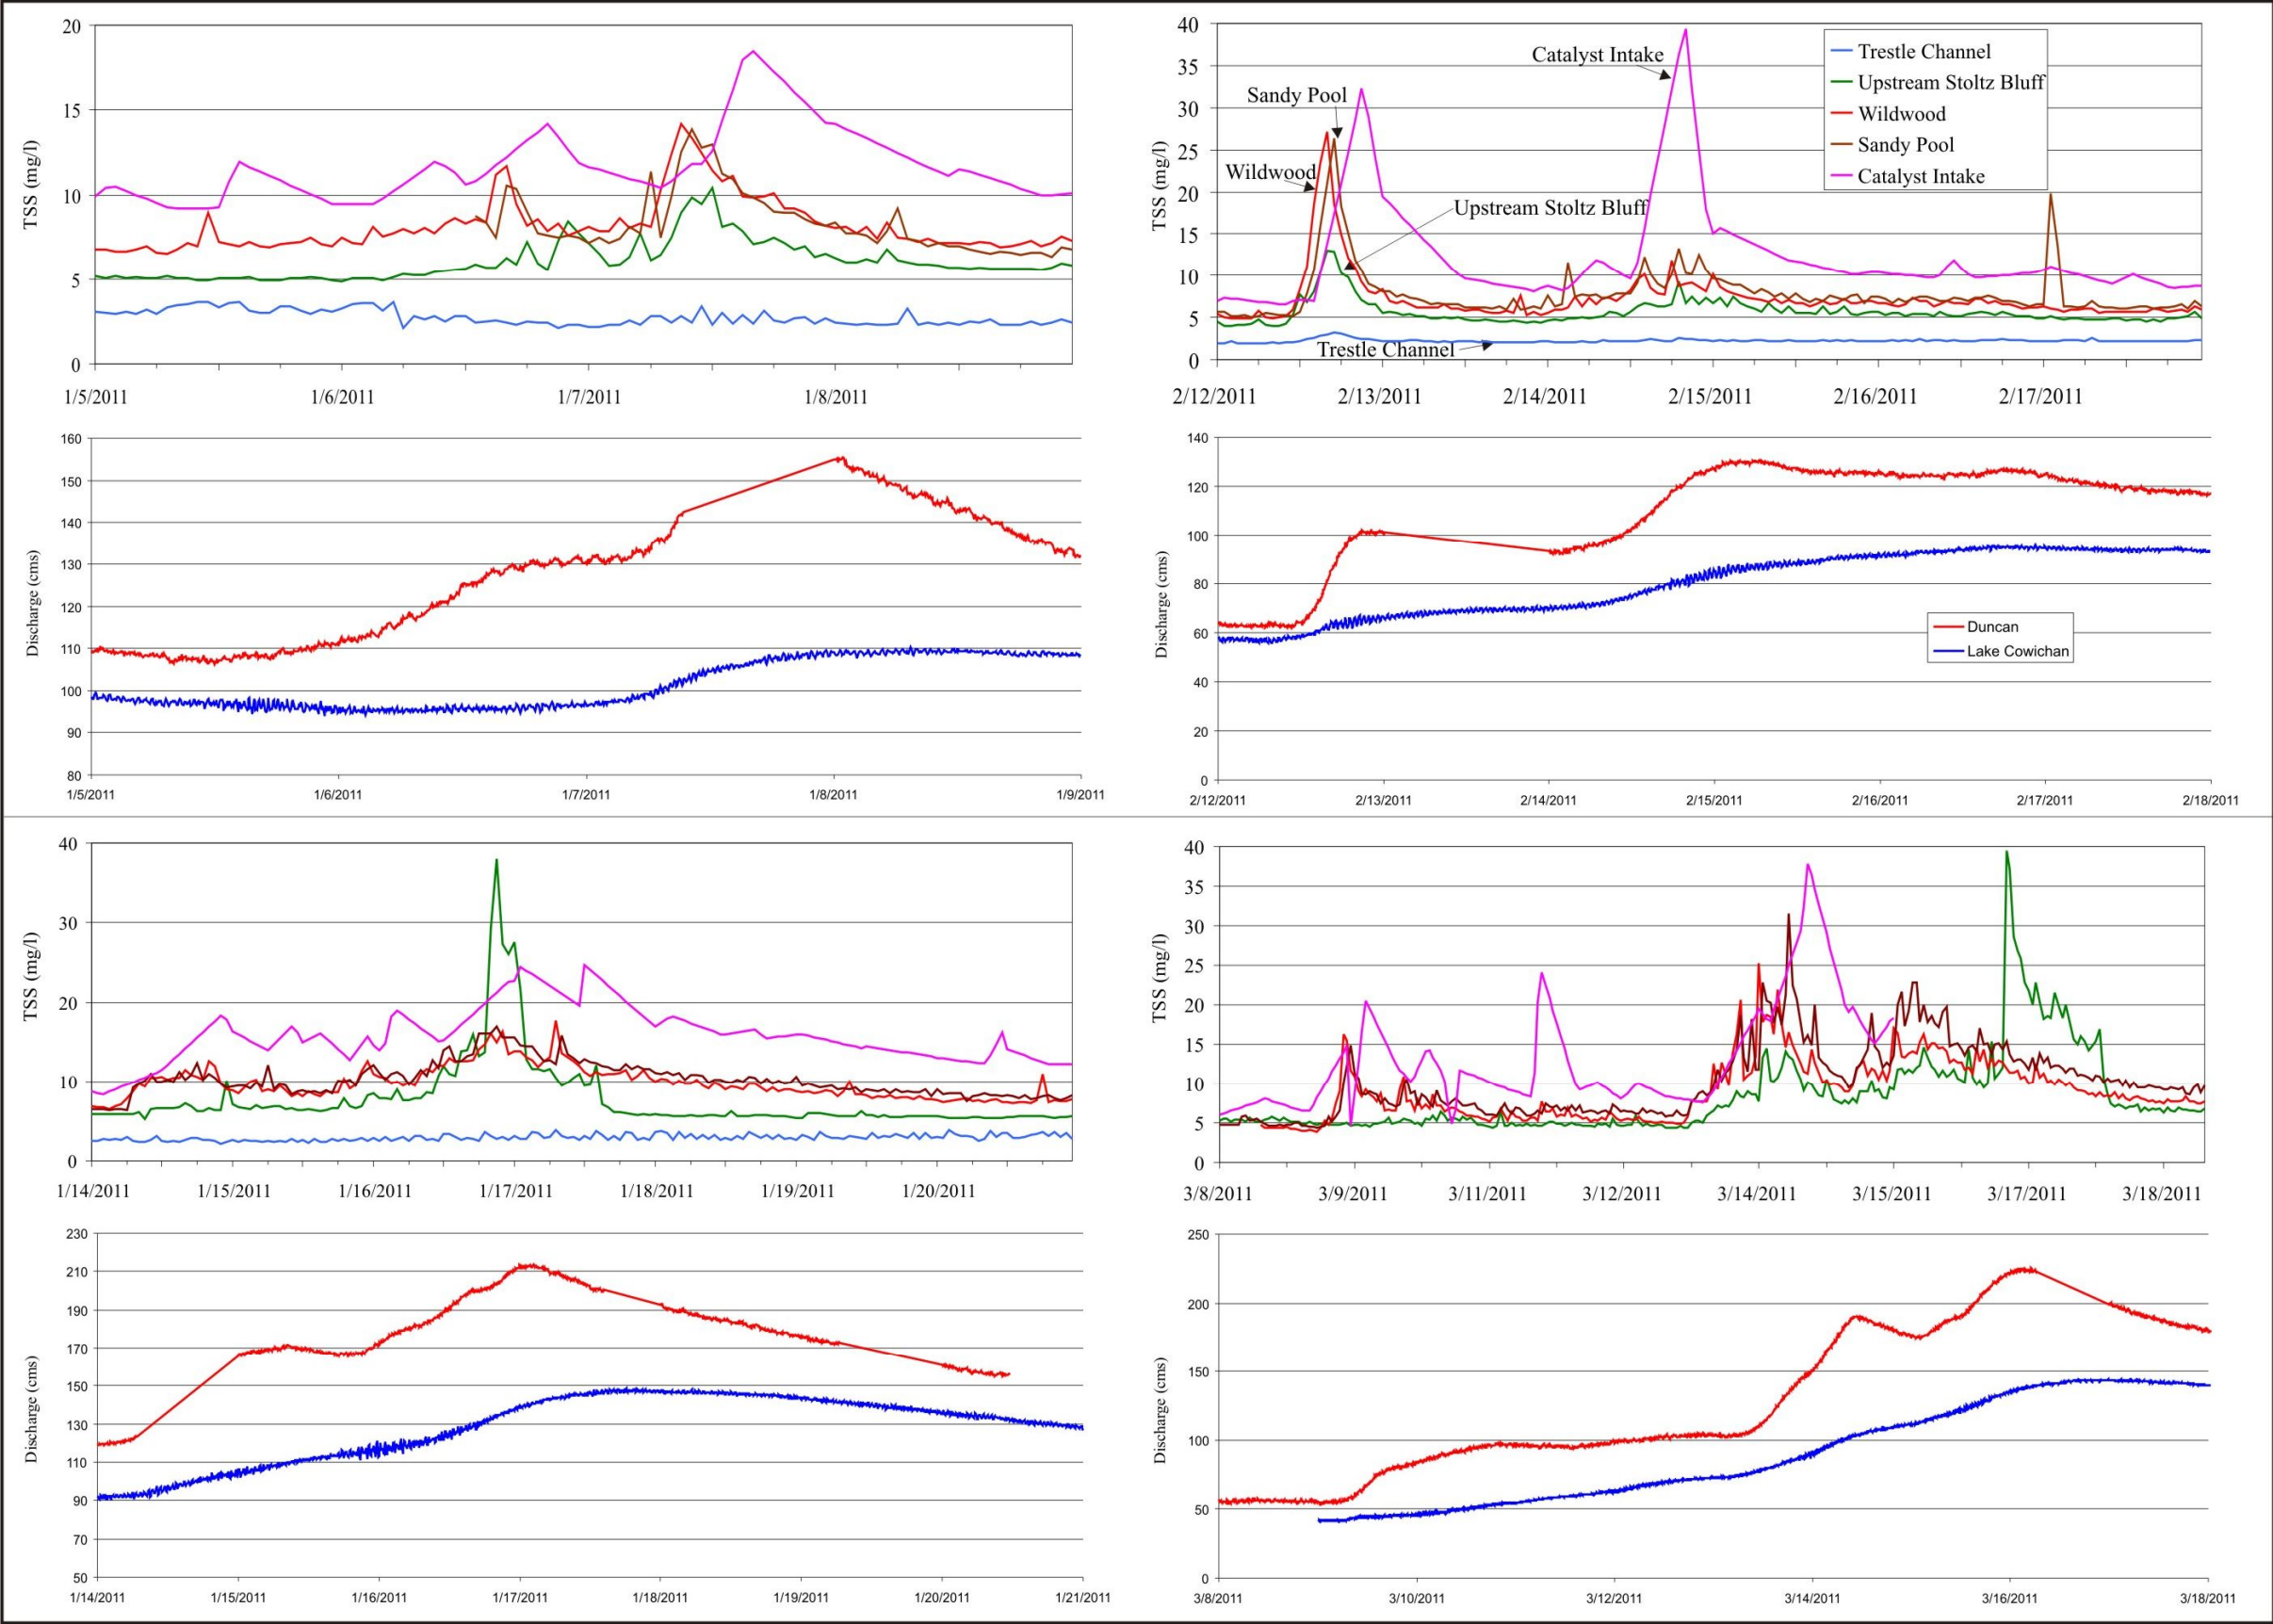 20
15
10
5
0
TSS (mg/l)
1/5/2011 1/6/2011 1/7/2011 1/8/2011
40
35
30
25
20
15
10
5
0
TSS (mg/l)
Catalyst Intake
Sandy Pool
Wildwood
Upstream Stoltz Bluff
Trestle Channel
Trestle Channel
Upstream Stoltz Bluff
Wildwood
Sandy Pool
Catalyst Intake
2/12/2011 2/13/2011 2/14/2011 2/15/2011 2/16/2011 2/17/2011
160
150
140
130
120
110
100
90
80
Discharge (cms)
1/5/2011 1/6/2011 1/7/2011 1/8/2011 1/9/2011
140
120
100
80
60
40
20
0
Discharge (cms)
Duncan
Lake Cowichan
2/12/2011 2/13/2011 2/14/2011 2/15/2011 2/16/2011 2/17/2011 2/18/2011
40
30
20
10
0
TSS (mg/l)
1/14/2011 1/15/2011 1/16/2011 1/17/2011 1/18/2011 1/19/2011 1/20/2011
40
35
30
25
20
15
10
5
0
TSS (mg/l)
3/8/2011 3/9/2011 3/11/2011 3/12/2011 3/14/2011 3/15/2011 3/17/2011 3/18/2011
230
210
190
170
150
130
110
90
70
50
Discharge (cms)
1/14/2011 1/15/2011 1/16/2011 1/17/2011 1/18/2011 1/19/2011 1/20/2011 1/21/2011
250
200
150
100
50
0
Discharge (cms)
3/8/2011 3/10/2011 3/12/2011 3/14/2011 3/16/2011 3/18/2011